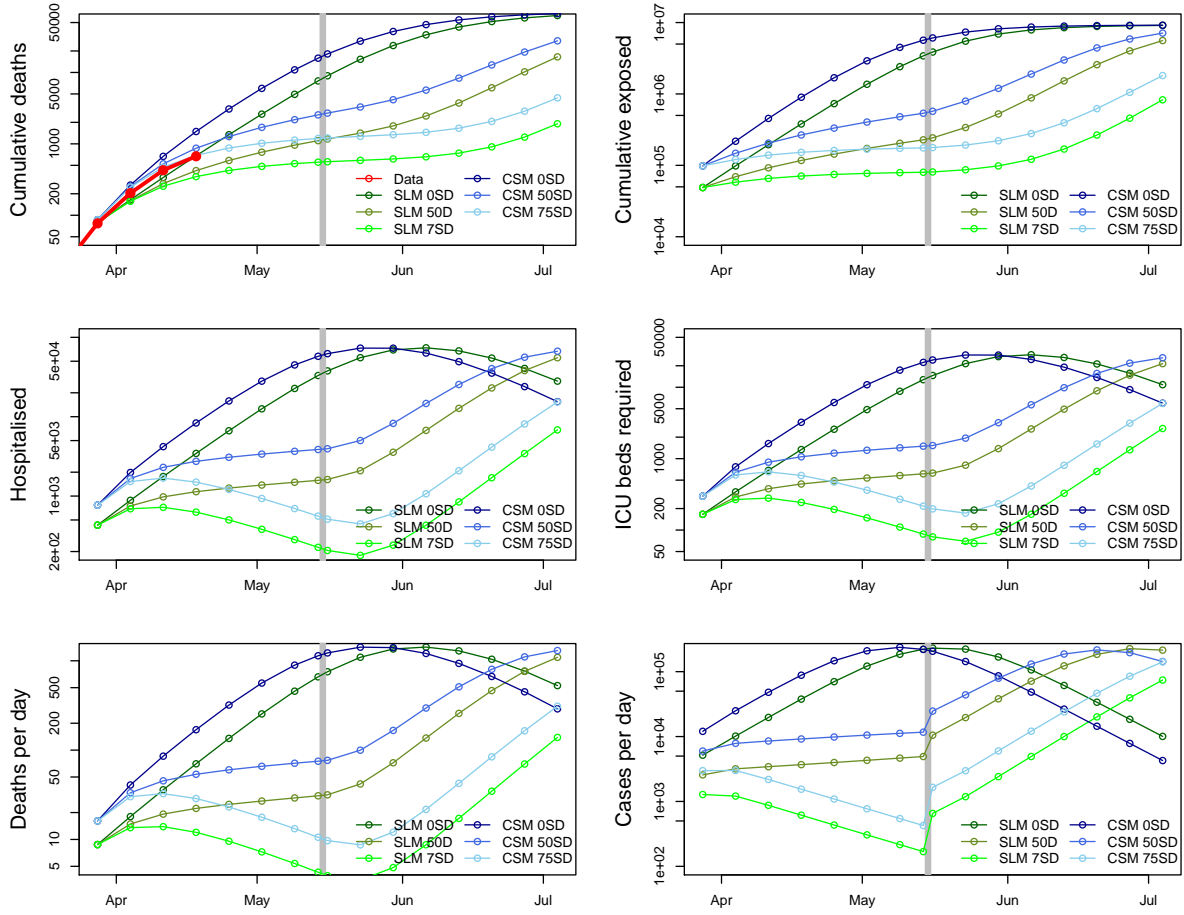 Cumulative deaths
50 200 1000 5000 50000
Data
SLM 0SD CSM 0SD
SLM 50D CSM 50SD
SLM 7SD CSM 75SD
Apr May Jun Jul
Cumulative exposed
1e+04 1e+05 1e+06 1e+07
SLM 0SD CSM 0SD
SLM 50D CSM 50SD
SLM 7SD CSM 75SD
Apr May Jun Jul
Hospitalised
2e+02 1e+03 5e+03 5e+04
SLM 0SD CSM 0SD
SLM 50D CSM 50SD
SLM 7SD CSM 75SD
Apr May Jun Jul
ICU beds required
50 200 1000 5000 50000
SLM 0SD CSM 0SD
SLM 50D CSM 50SD
SLM 7SD CSM 75SD
Apr May Jun Jul
Deaths per day
5 10 50 200 500
SLM 0SD CSM 0SD
SLM 50D CSM 50SD
SLM 7SD CSM 75SD
Apr May Jun Jul
Cases per day
1e+02 1e+03 1e+04 1e+05
SLM 0SD CSM 0SD
SLM 50D CSM 50SD
SLM 7SD CSM 75SD
Apr May Jun Jul